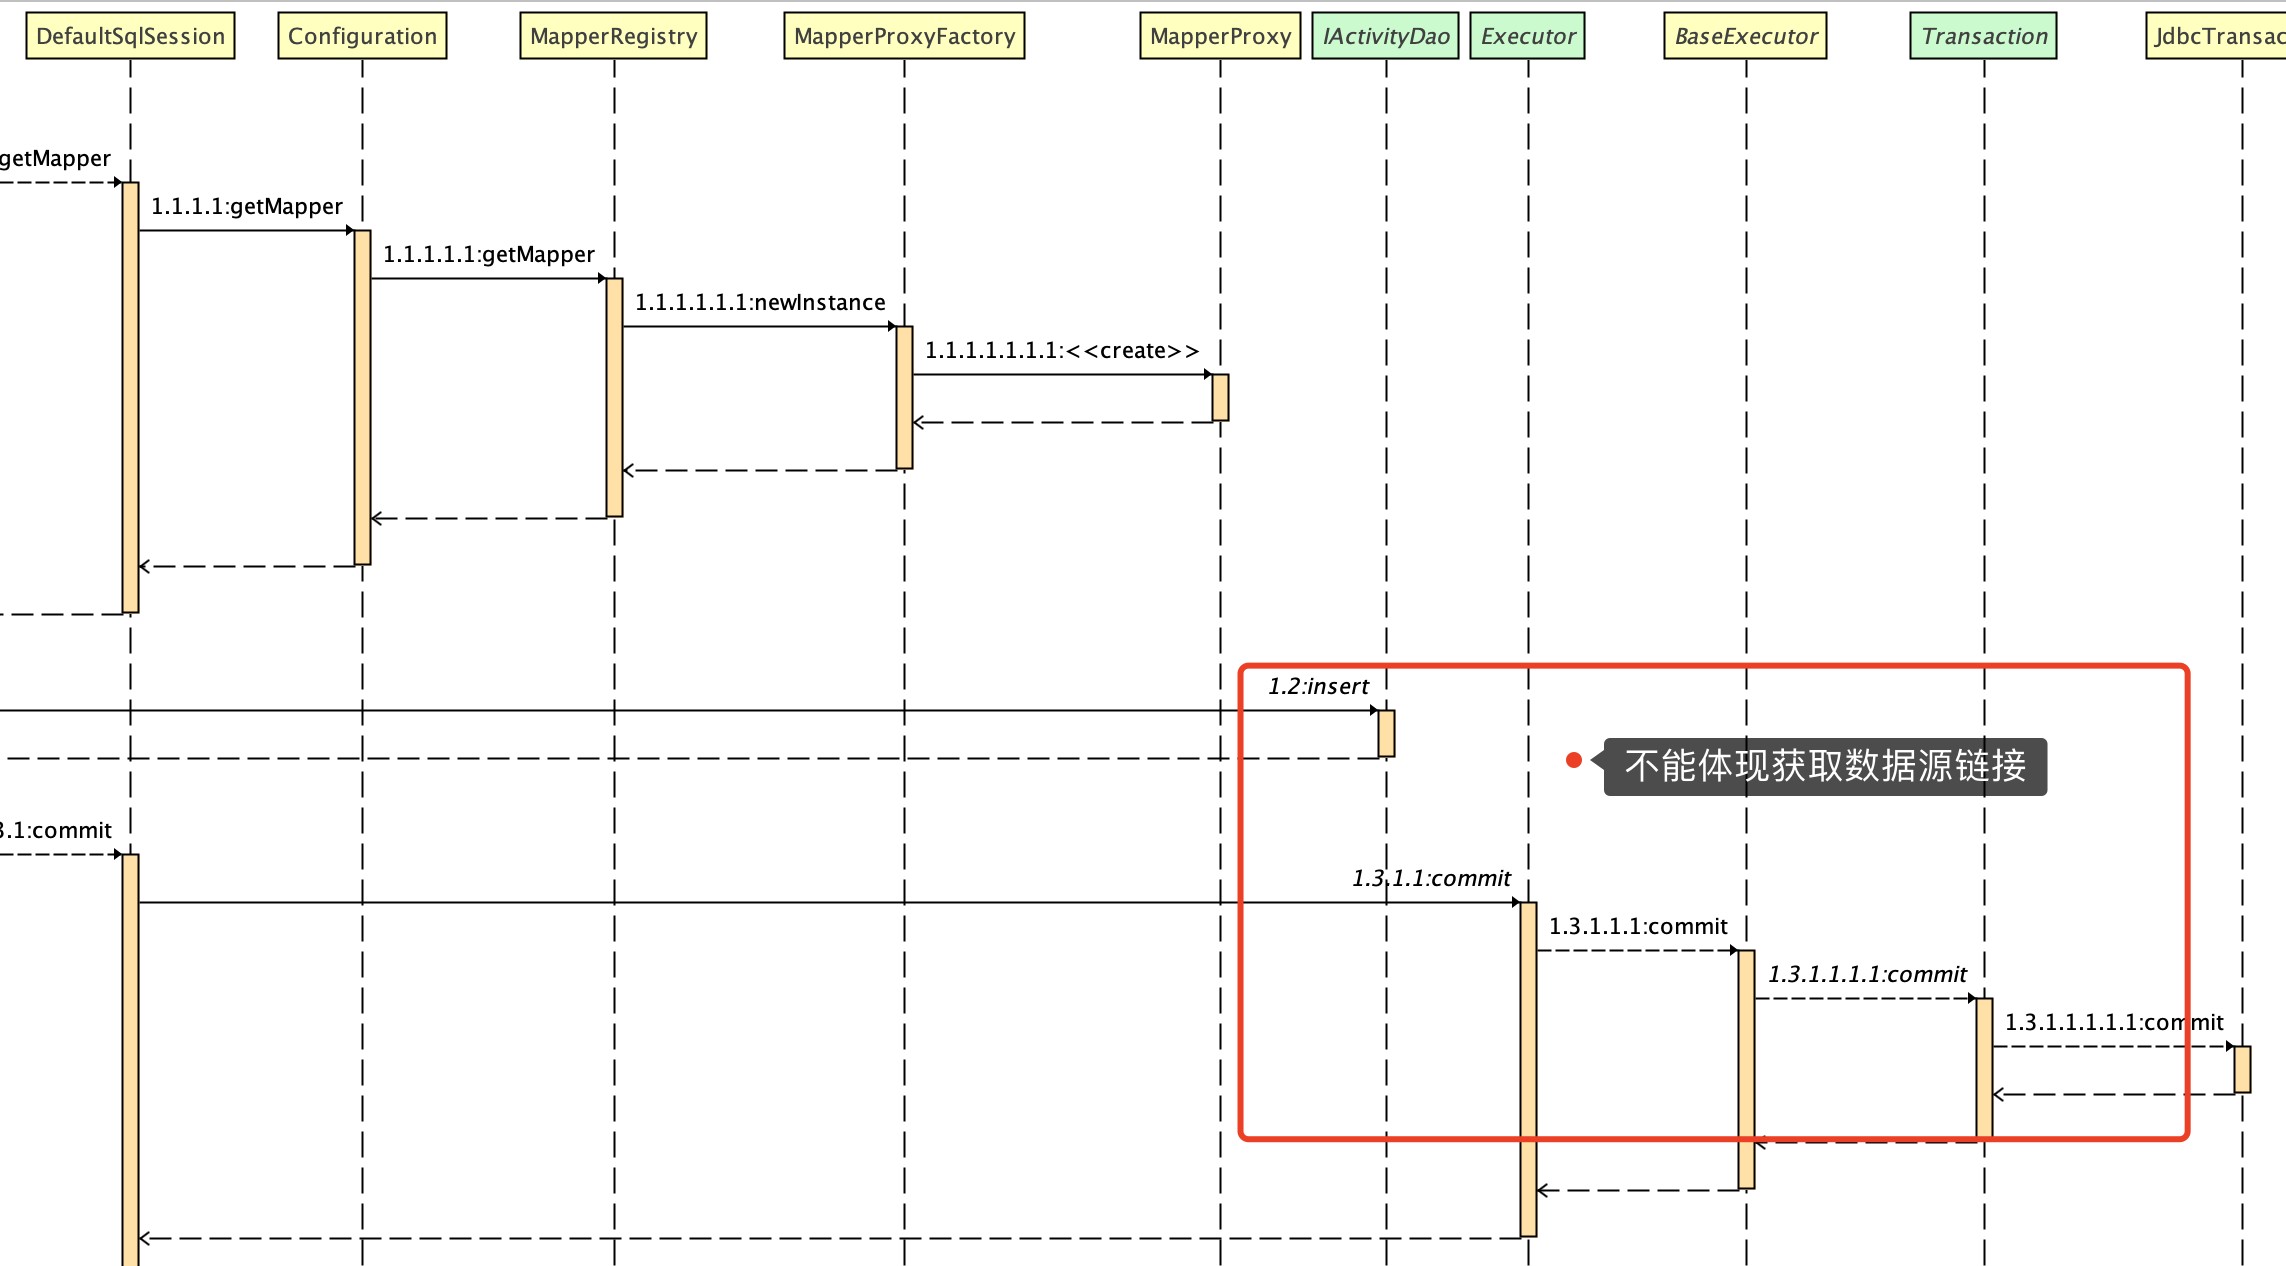 DefaultSqlSession
Configuration
MapperRegistry
MapperProxyFactory
MapperProxy
IActivityDao
Executor
BaseExecutor
Transaction
JdbcTransac
getMapper
1.1.1.1:getMapper
1.1.1.1.1:getMapper
1.1.1.1.1.1:newInstance
1.1.1.1.1.1.1:<<create>>
1.2:insert
不能体现获取数据源链接
3.1:commit
1.3.1.1:commit
1.3.1.1.1:commit
1.3.1.1.1.1:commit
1.3.1.1.1.1.1:commit